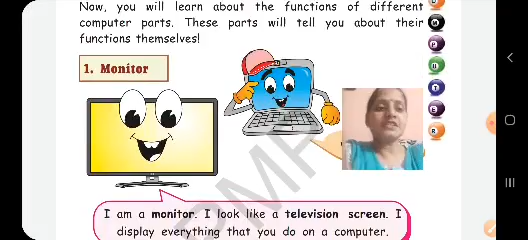 Now, you will learn about the functions of different
computer parts. These parts will tell you about their
functions themselves!
1. Monitor
M
P
U
T
E
R
I am a monitor. I look like a television screen. I
display everything that you do on a computer.